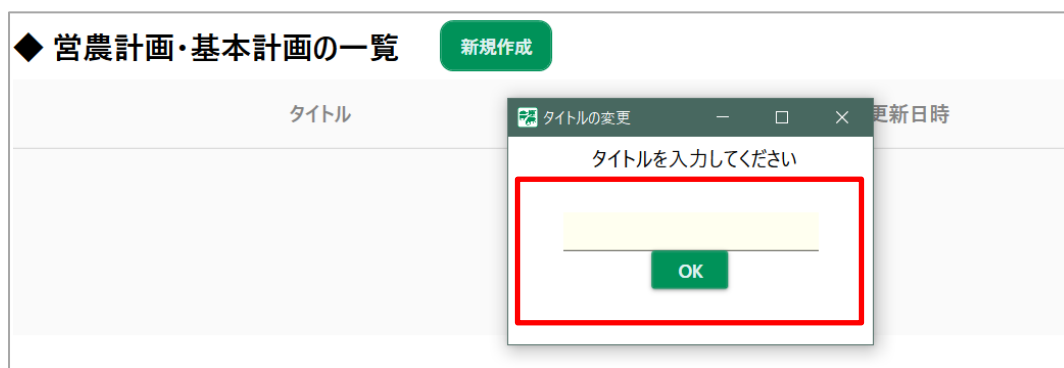 ◆ 営農計画・基本計画の一覧
新規作成
タイトル
更新日時
タイトルの変更
タイトルを入力してください
OK